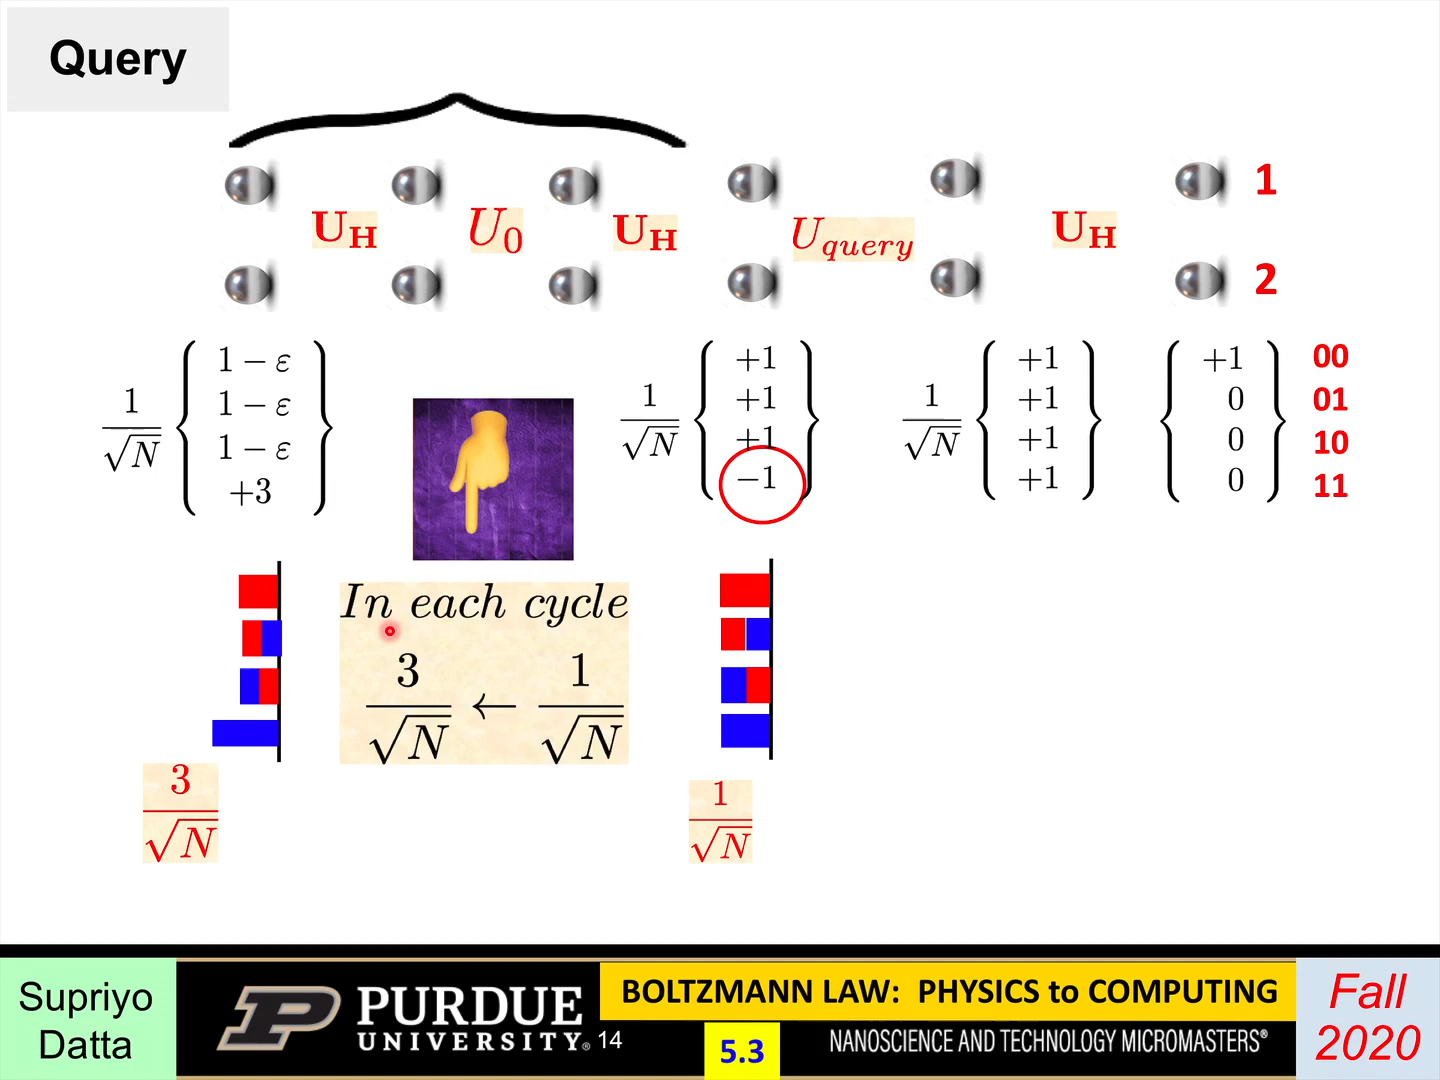 Query
1
U_H U_0 U_H U_query U_H
2
1/√N { 1 − ε
1 − ε
1 − ε
+3 }
1/√N { +1
+1
+1
−1 }
1/√N { +1
+1
+1
+1 }
{ +1
0
0
0 }
00
01
10
11
In each cycle
3/√N ← 1/√N
3/√N
1/√N
Supriyo
Datta
PURDUE
UNIVERSITY®
14
BOLTZMANN LAW: PHYSICS to COMPUTING
5.3
NANOSCIENCE AND TECHNOLOGY MICROMASTERS®
Fall
2020